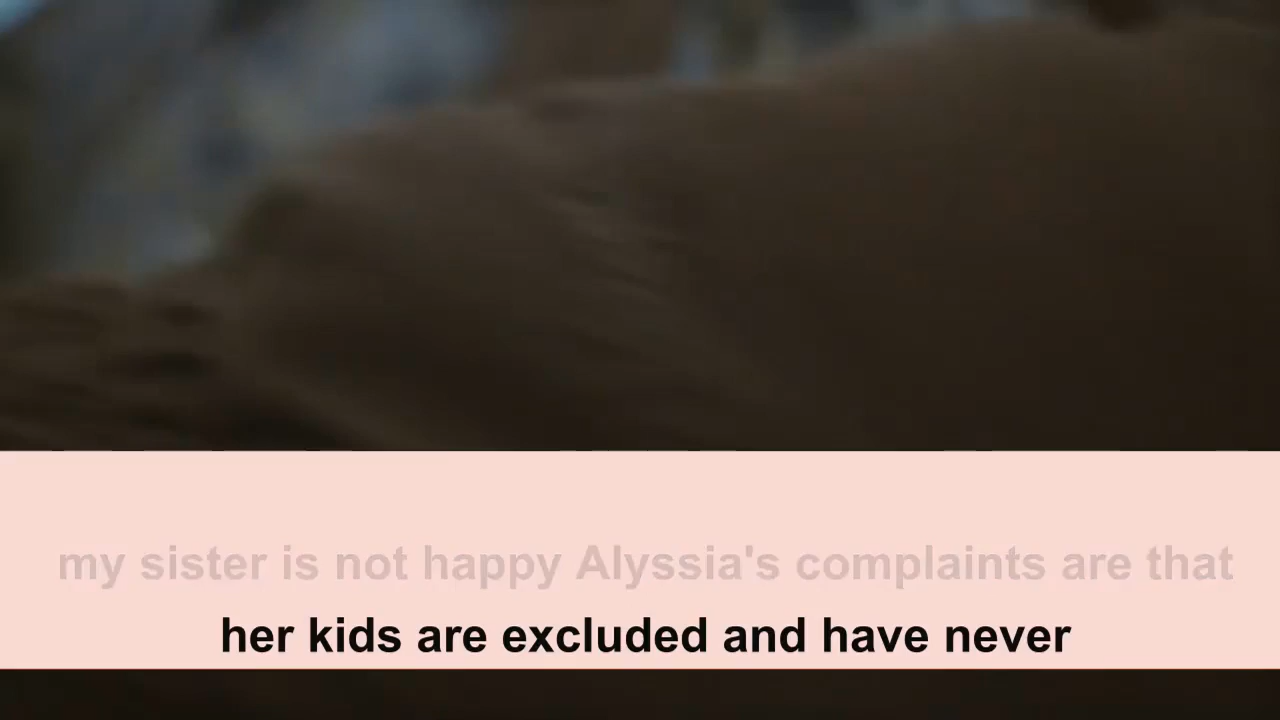 my sister is not happy Alyssia's complaints are that
her kids are excluded and have never